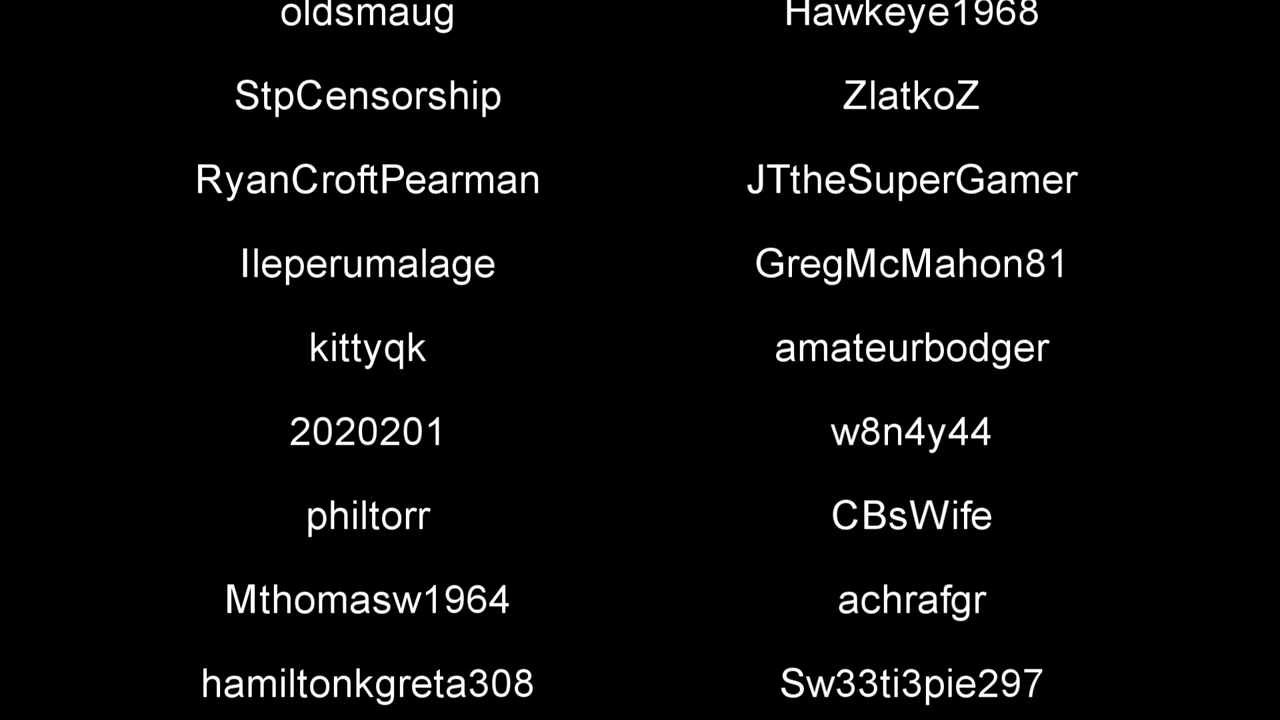 oldsmaug Hawkeye1968
StpCensorship ZlatkoZ
RyanCroftPearman JTtheSuperGamer
Ileperumalage GregMcMahon81
kittyqk amateurbodger
2020201 w8n4y44
philtorr CBsWife
Mthomasw1964 achrafgr
hamiltonkgreta308 Sw33ti3pie297